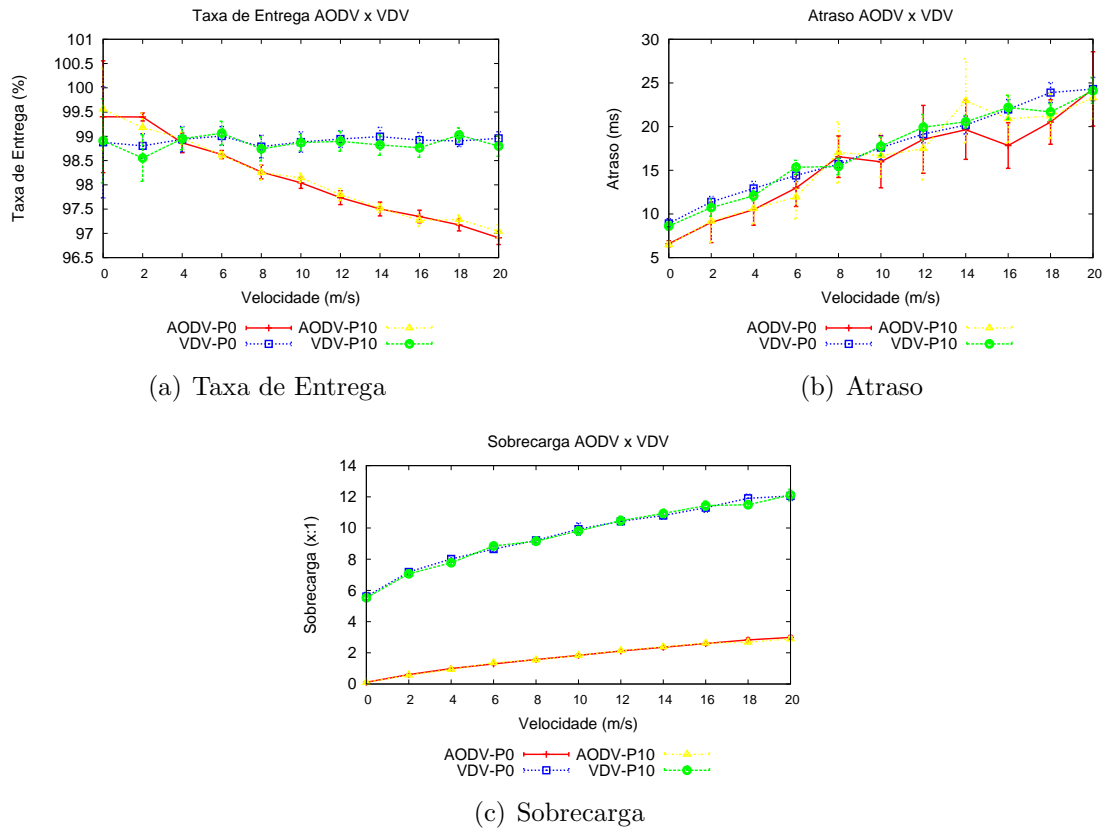 Taxa de Entrega AODV x VDV
Taxa de Entrega (%)
101
100.5
100
99.5
99
98.5
98
97.5
97
96.5
0 2 4 6 8 10 12 14 16 18 20
Velocidade (m/s)
AODV-P0 AODV-P10
VDV-P0 VDV-P10
(a) Taxa de Entrega
Atraso AODV x VDV
Atraso (ms)
30
25
20
15
10
5
0 2 4 6 8 10 12 14 16 18 20
Velocidade (m/s)
AODV-P0 AODV-P10
VDV-P0 VDV-P10
(b) Atraso
Sobrecarga AODV x VDV
Sobrecarga (x:1)
14
12
10
8
6
4
2
0
0 2 4 6 8 10 12 14 16 18 20
Velocidade (m/s)
AODV-P0 AODV-P10
VDV-P0 VDV-P10
(c) Sobrecarga